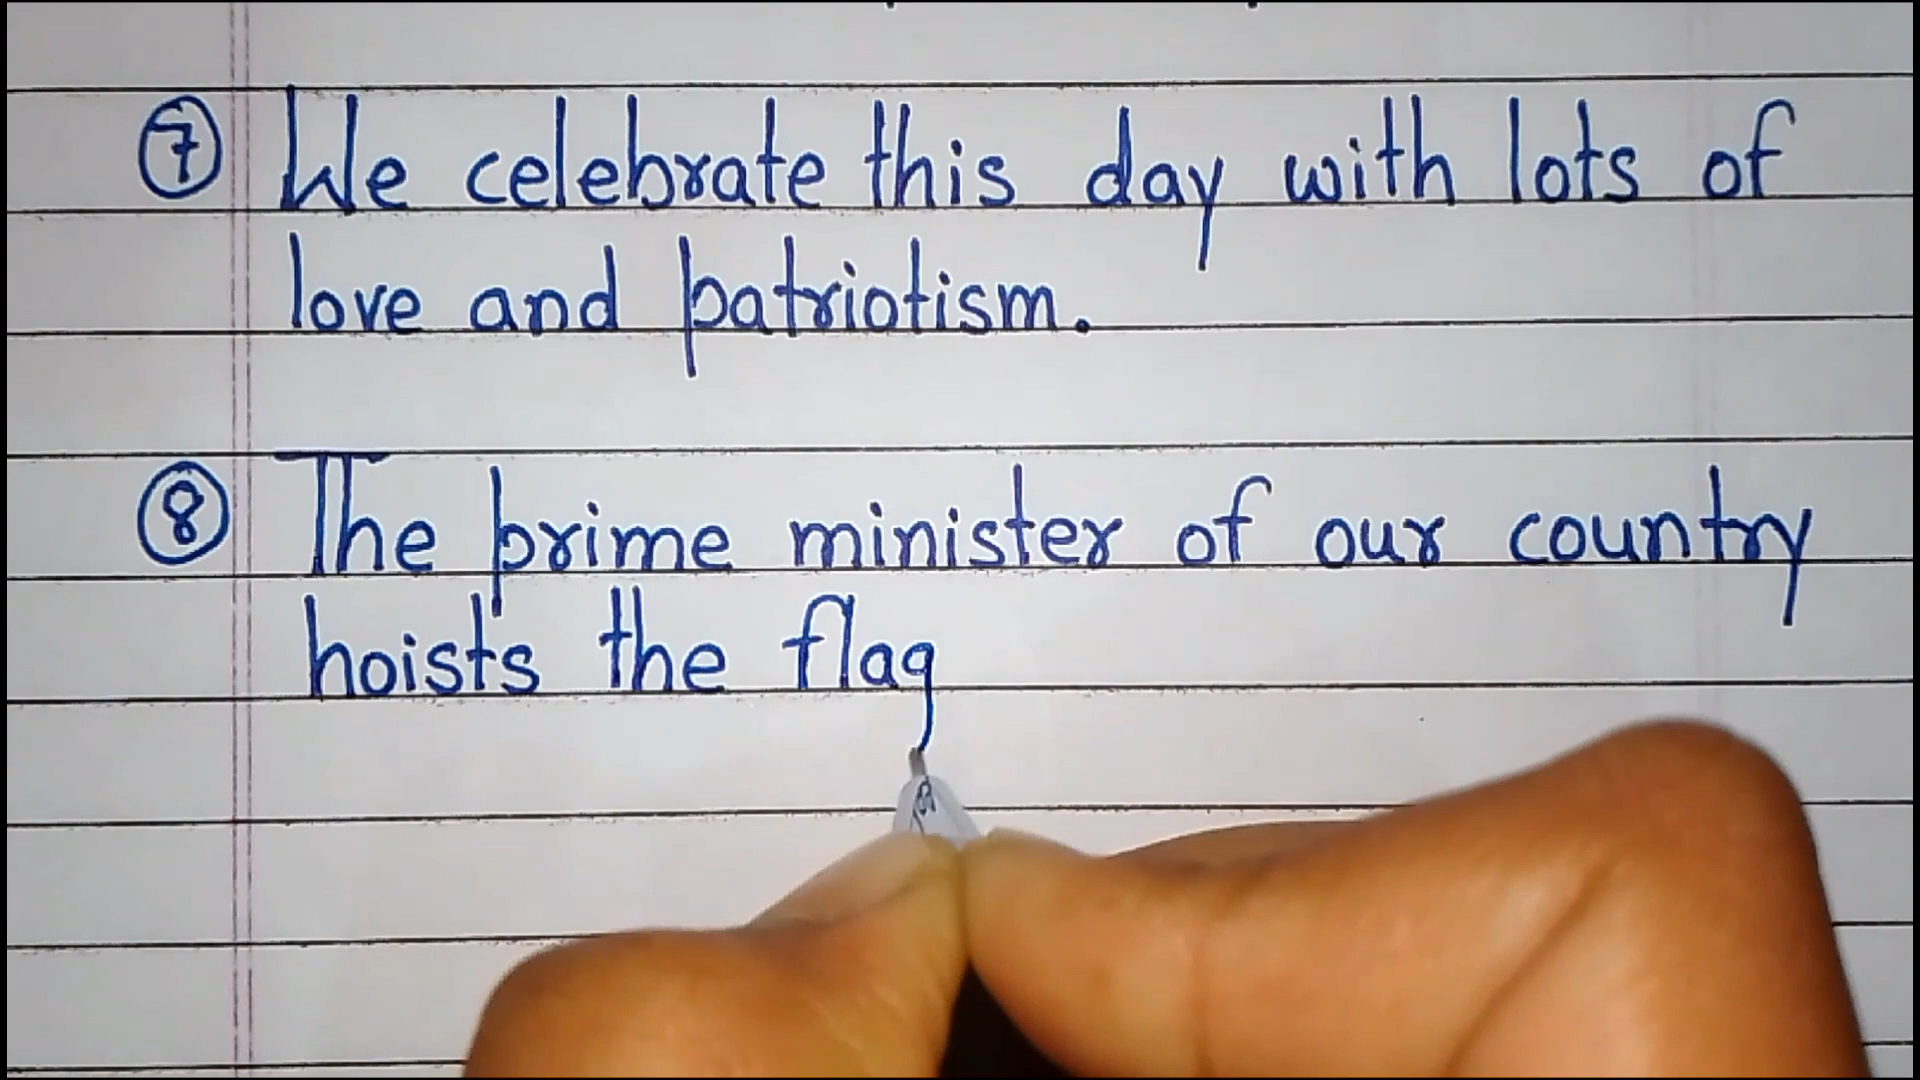 ⑦ We celebrate this day with lots of
love and patriotism.
⑧ The prime minister of our country
hoists the flag